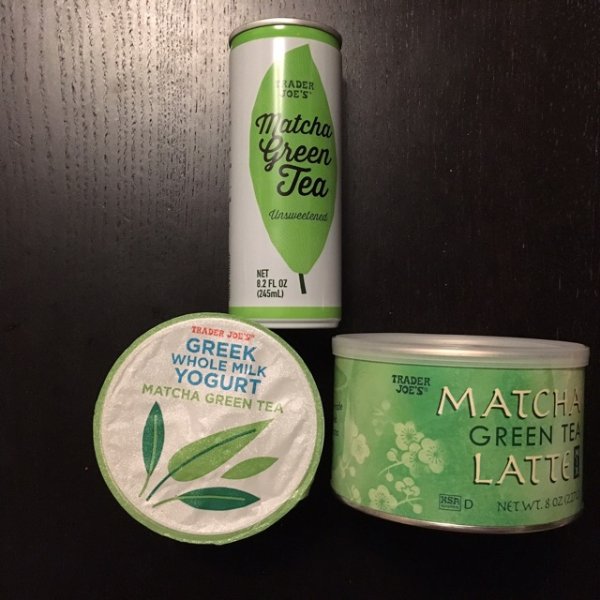 TRADER
JOE'S
Matcha
Green
Tea
Unsweetened
NET
8.2 FL OZ
(245mL)
TRADER JOE'S
GREEK
WHOLE MILK
YOGURT
MATCHA GREEN TEA
TRADER
JOE'S
MATCHA
GREEN TEA
LATTE
KSA D
NET WT. 8 OZ